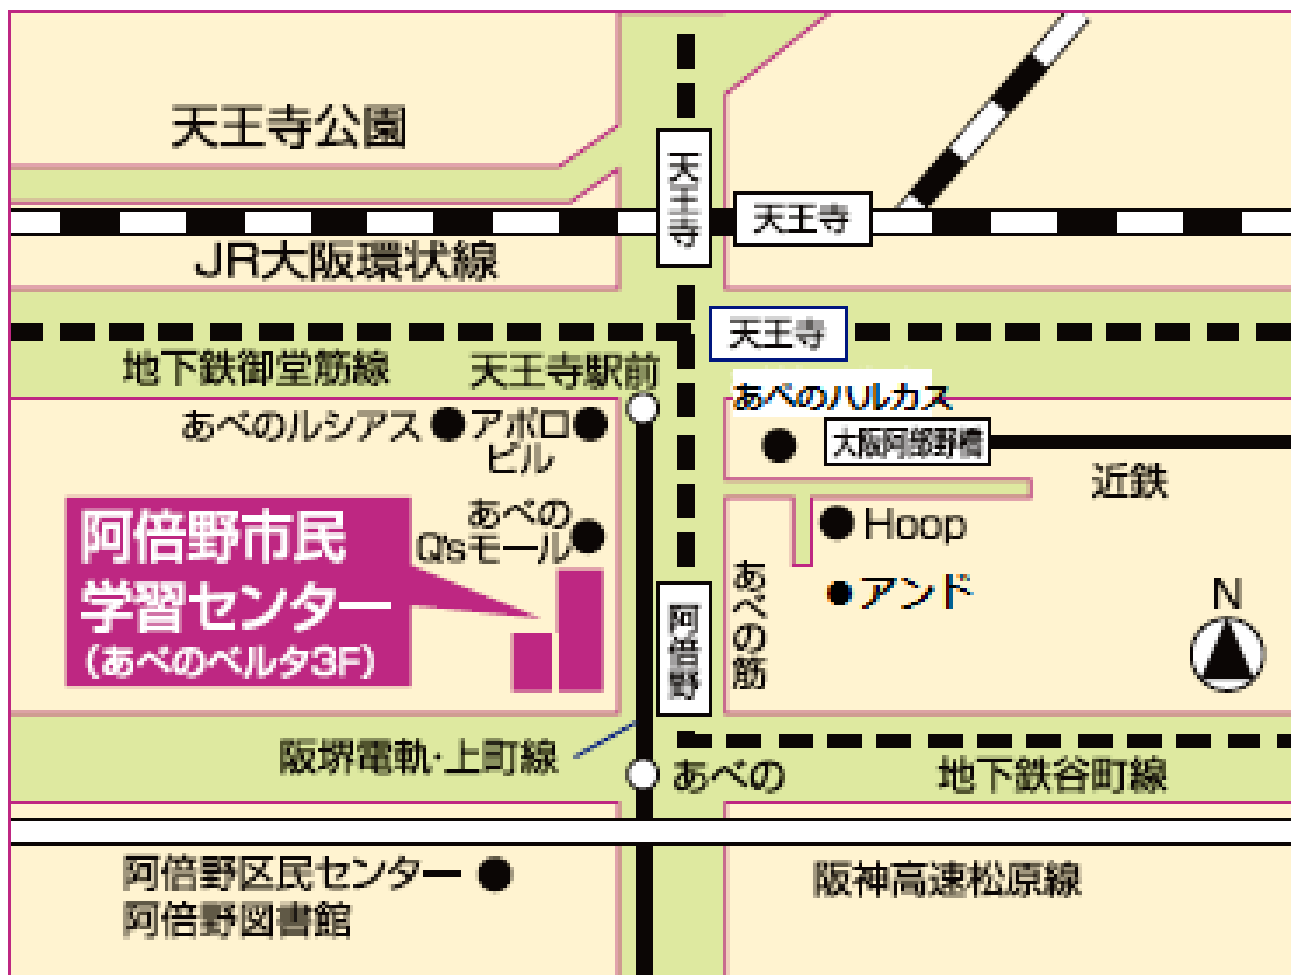 天王寺公園
天王寺
天王寺
JR大阪環状線
天王寺
地下鉄御堂筋線
天王寺駅前
あべのハルカス
あべのルシアス
アポロ
ビル
大阪阿部野橋
近鉄
阿倍野市民
学習センター
(あべのベルタ3F)
あべの
Q'sモール
Hoop
アンド
N
阿倍野
あべの筋
阪堺電軌・上町線
あべの
地下鉄谷町線
阿倍野区民センター
阿倍野図書館
阪神高速松原線